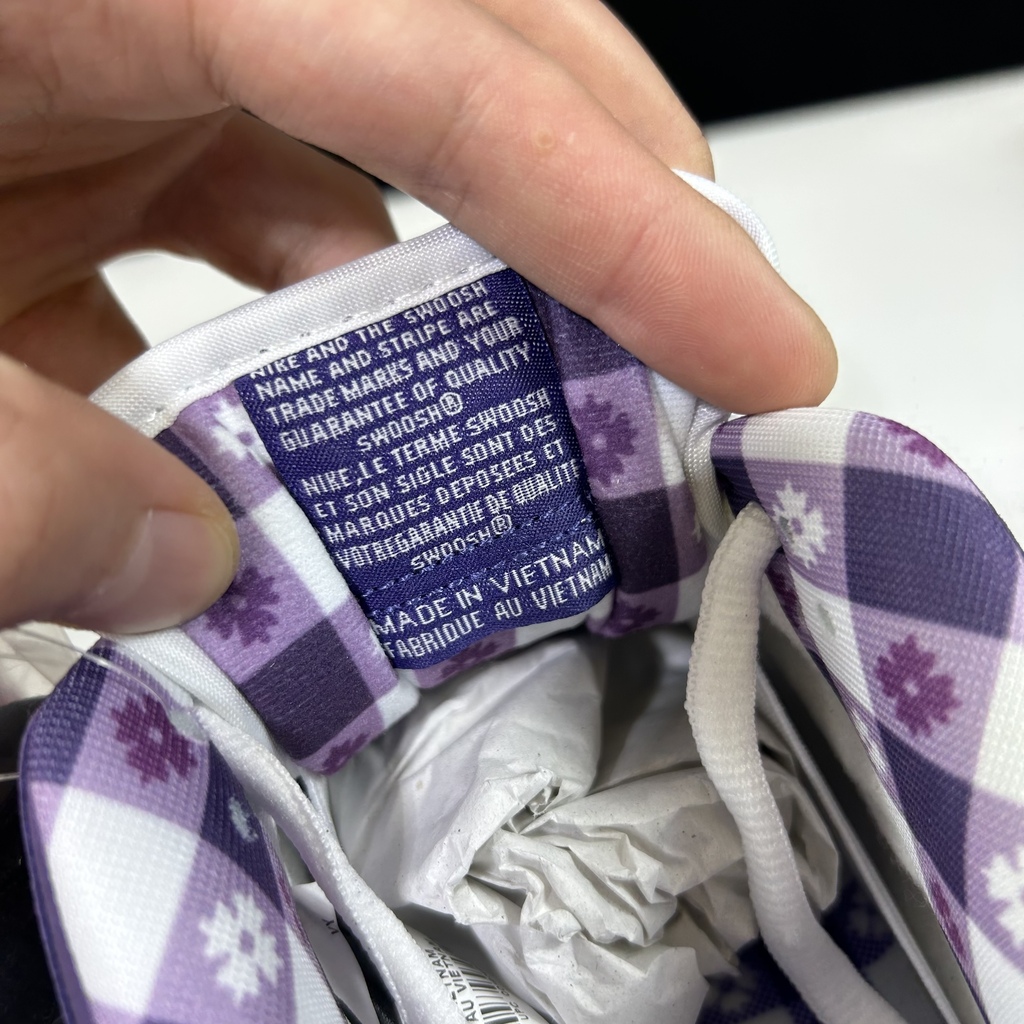 NIKE AND THE SWOOSH
NAME AND STRIPE ARE
TRADE MARKS AND YOUR
GUARANTEE OF QUALITY
SWOOSH®
NIKE,LE TERME SWOOSH
ET SON SIGLE SONT DES
MARQUES DEPOSEES ET
VOTREGARANTIE DE QUALITE
SWOOSH®
MADE IN VIETNAM
FABRIQUE AU VIETNAM
AU VIETNAM